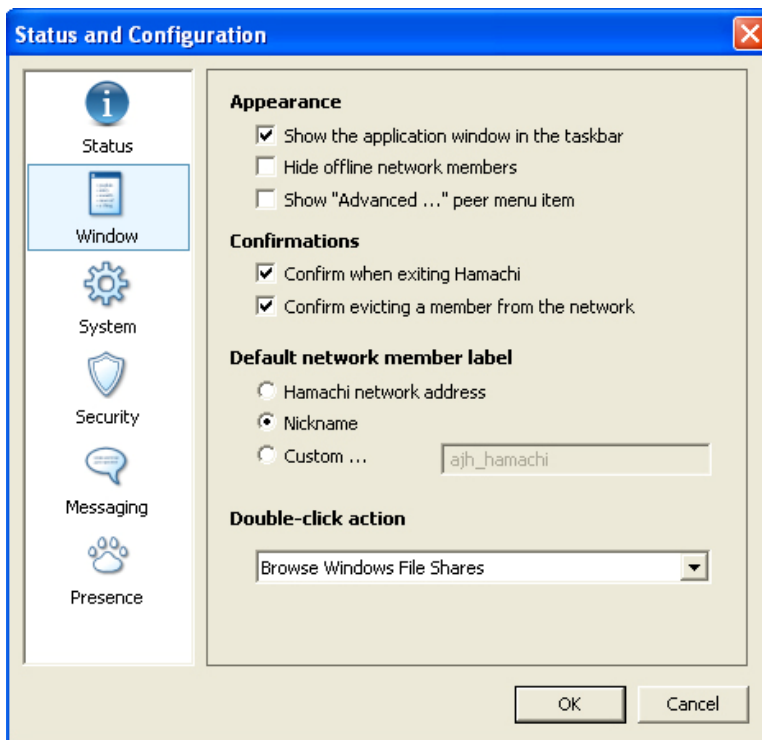 Status and Configuration
Status
Window
System
Security
Messaging
Presence
Appearance
Show the application window in the taskbar
Hide offline network members
Show "Advanced ..." peer menu item
Confirmations
Confirm when exiting Hamachi
Confirm evicting a member from the network
Default network member label
Hamachi network address
Nickname
Custom ... ajh_hamachi
Double-click action
Browse Windows File Shares
OK Cancel